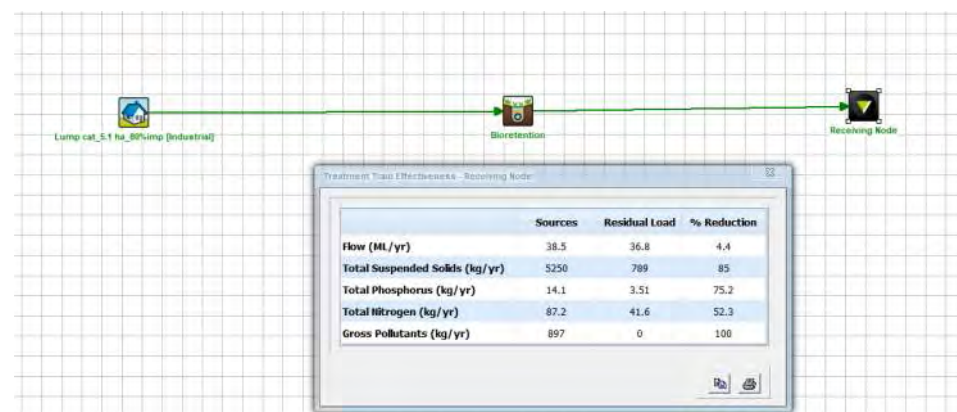 Lump cat_5.1 ha_80%imp [Industrial]
Bioretention
Receiving Node
Treatment Train Effectiveness - Receiving Node
Sources Residual Load % Reduction
Flow (ML/yr) 38.5 36.8 4.4
Total Suspended Solids (kg/yr) 5250 789 85
Total Phosphorus (kg/yr) 14.1 3.51 75.2
Total Nitrogen (kg/yr) 87.2 41.6 52.3
Gross Pollutants (kg/yr) 897 0 100